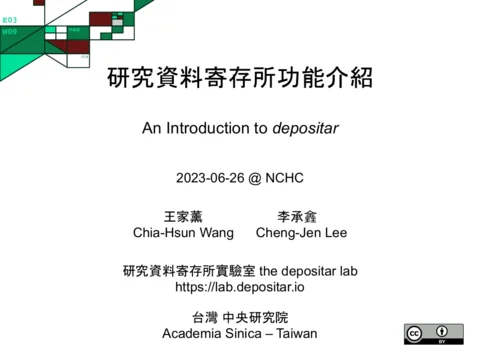 E03
W09
研究資料寄存所功能介紹
An Introduction to depositar
2023-06-26 @ NCHC
王家薰 李承錱
Chia-Hsun Wang Cheng-Jen Lee
研究資料寄存所實驗室 the depositar lab
https://lab.depositar.io
台灣 中央研究院
Academia Sinica – Taiwan
cc BY